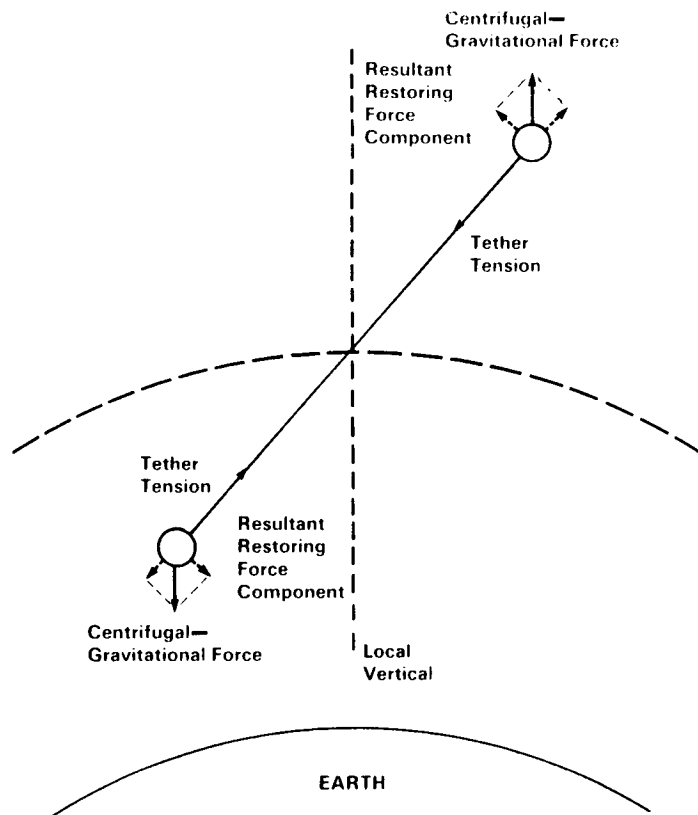 Centrifugal—
Gravitational Force
Resultant
Restoring
Force
Component
Tether
Tension
Tether
Tension
Resultant
Restoring
Force
Component
Centrifugal—
Gravitational Force
Local
Vertical
EARTH